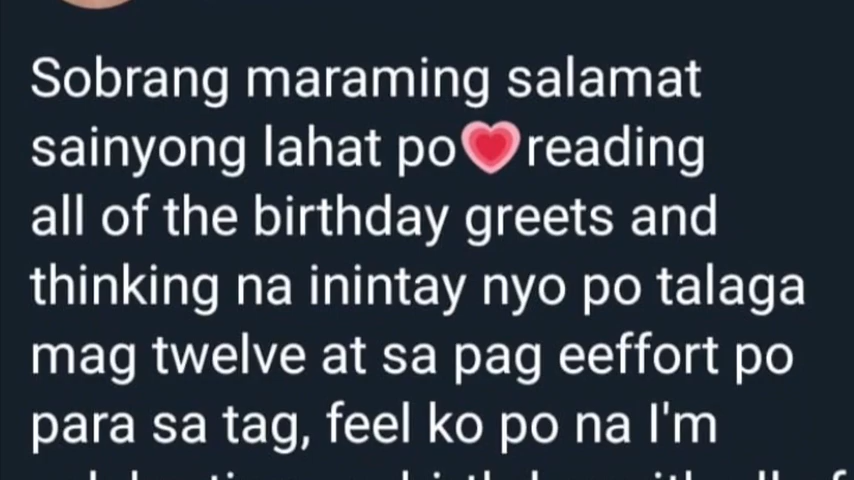 Sobrang maraming salamat
sainyong lahat po💗reading
all of the birthday greets and
thinking na inintay nyo po talaga
mag twelve at sa pag eeffort po
para sa tag, feel ko po na I'm